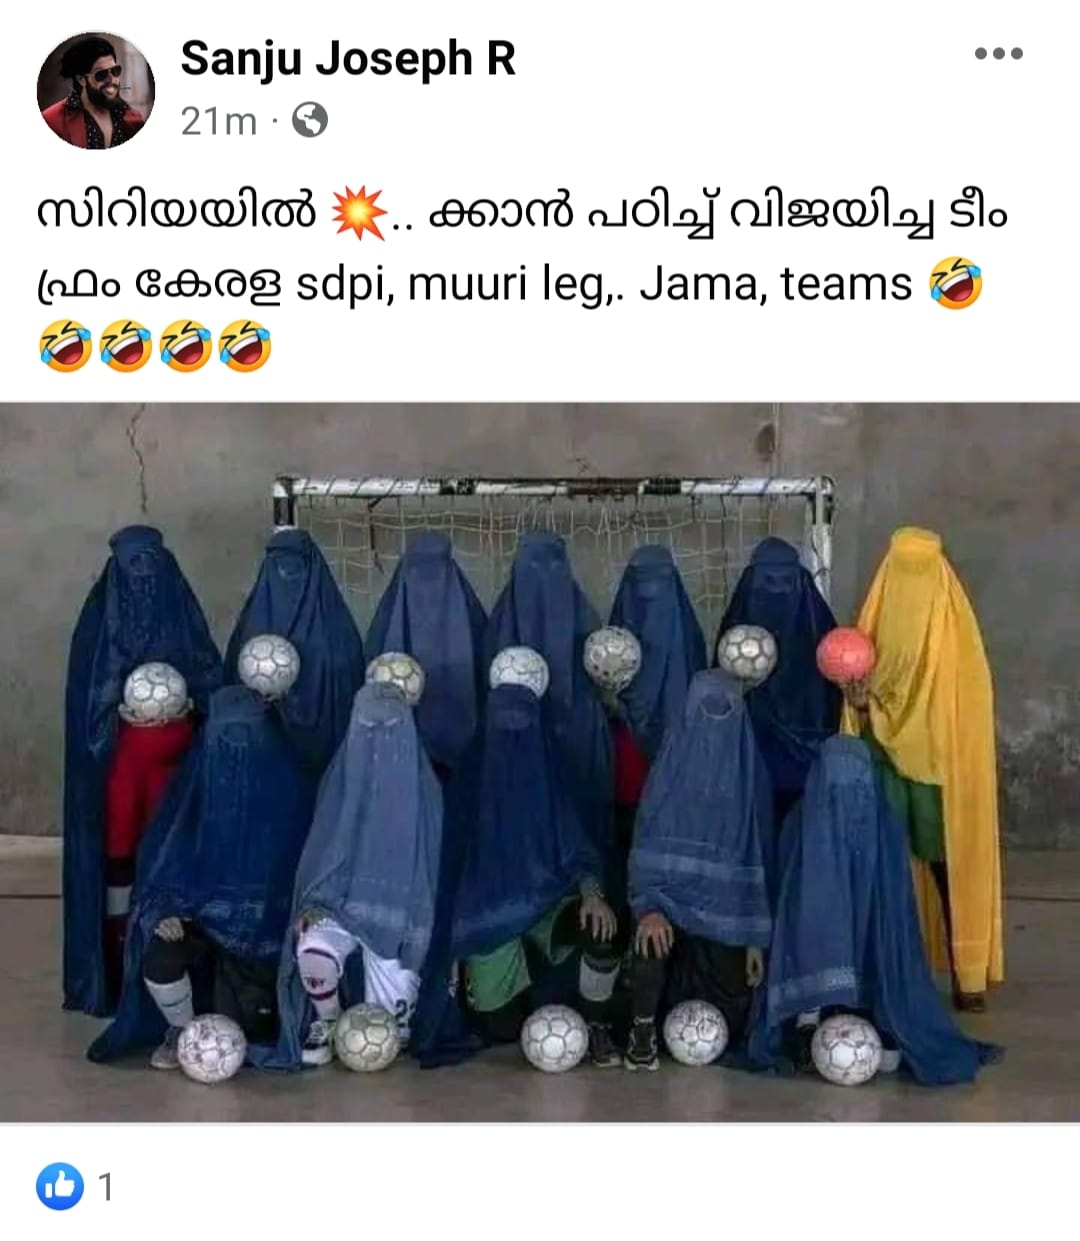 Sanju Joseph R
21m ·
സിറിയയിൽ 💥.. ക്കാൻ പഠിച്ച് വിജയിച്ച ടീം
ഫ്രം കേരള sdpi, muuri leg,. Jama, teams 🤣
🤣🤣🤣🤣
1